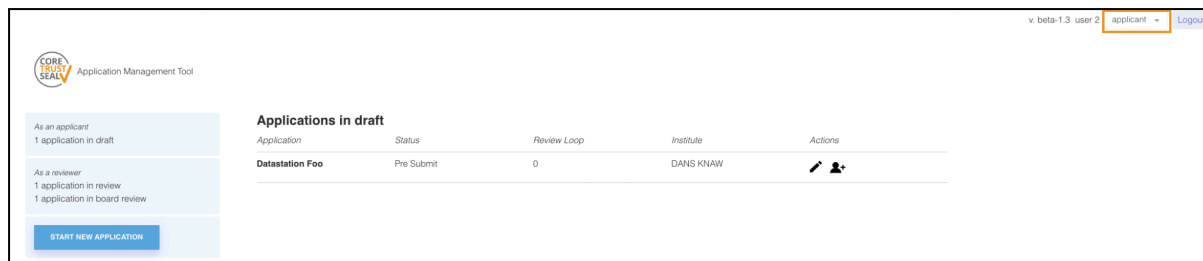 v. beta-1.3 user 2 applicant Logou
CORE
TRUST
SEAL
Application Management Tool
As an applicant
1 application in draft
As a reviewer
1 application in review
1 application in board review
START NEW APPLICATION
Applications in draft
Application Status Review Loop Institute Actions
Datastation Foo Pre Submit 0 DANS KNAW